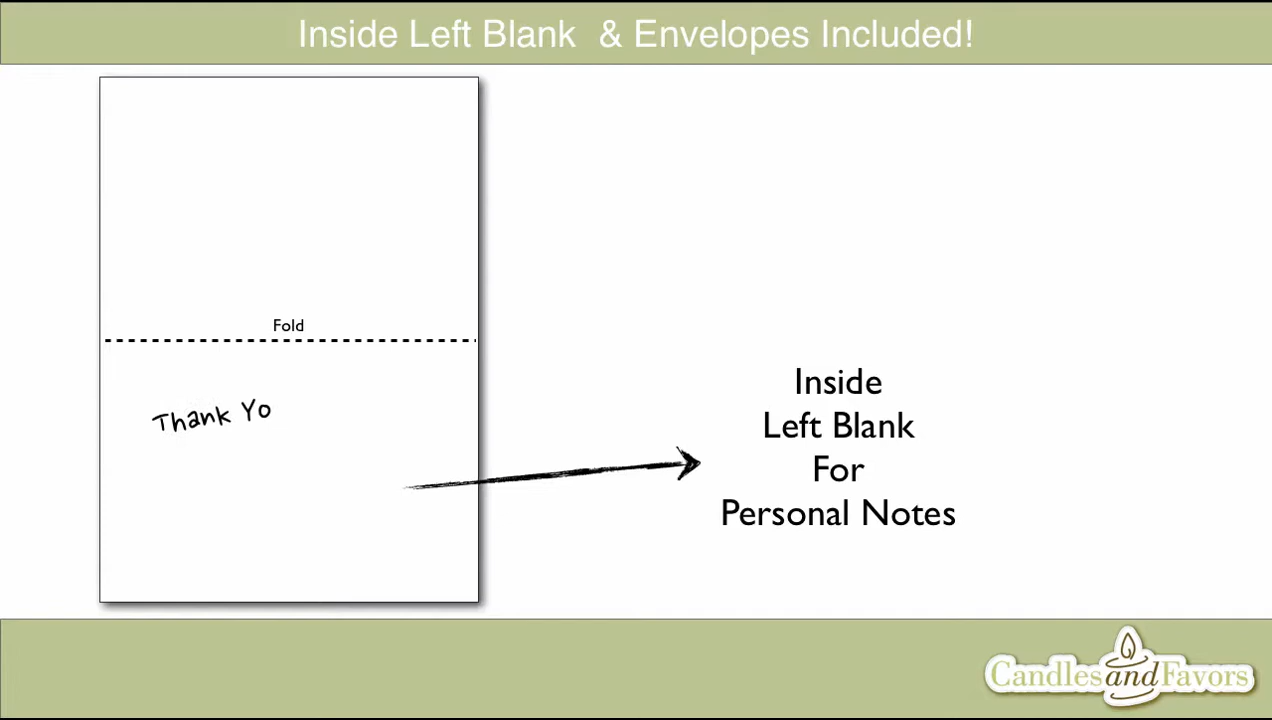 Inside Left Blank & Envelopes Included!
Fold
Thank Yo
Inside
Left Blank
For
Personal Notes
CandlesandFavors